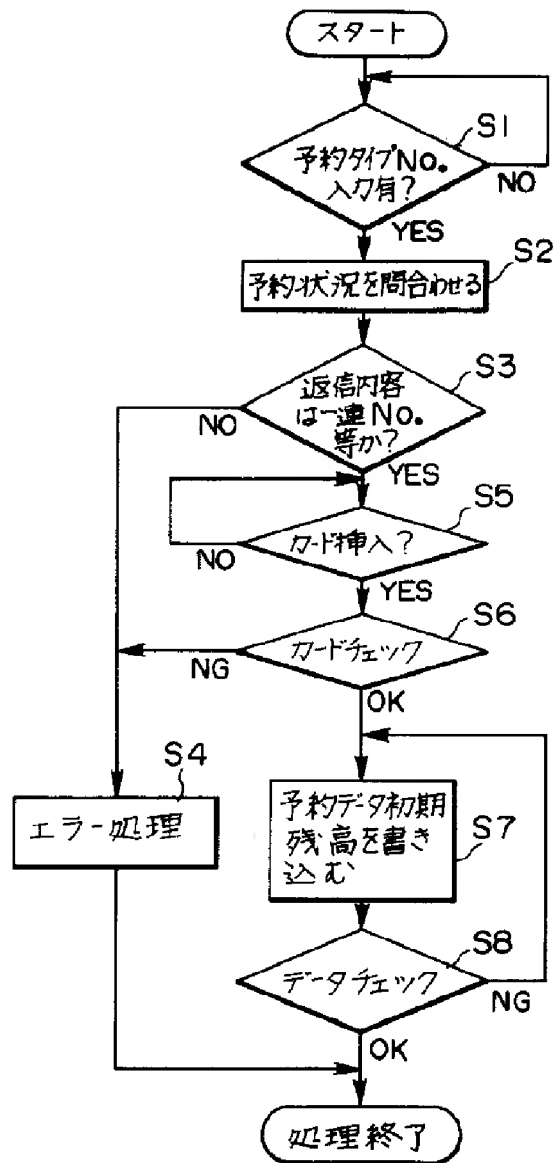 スタート
S1
予約タイプNo.
入力有?
NO
YES
S2
予約状況を問合わせる
S3
返信内容
は一連No.
等か?
NO
YES
S5
カード挿入?
NO
YES
S6
カードチェック
NG
OK
S4
エラー処理
予約データ初期
残高を書き
込む
S7
S8
データチェック
NG
OK
処理終了